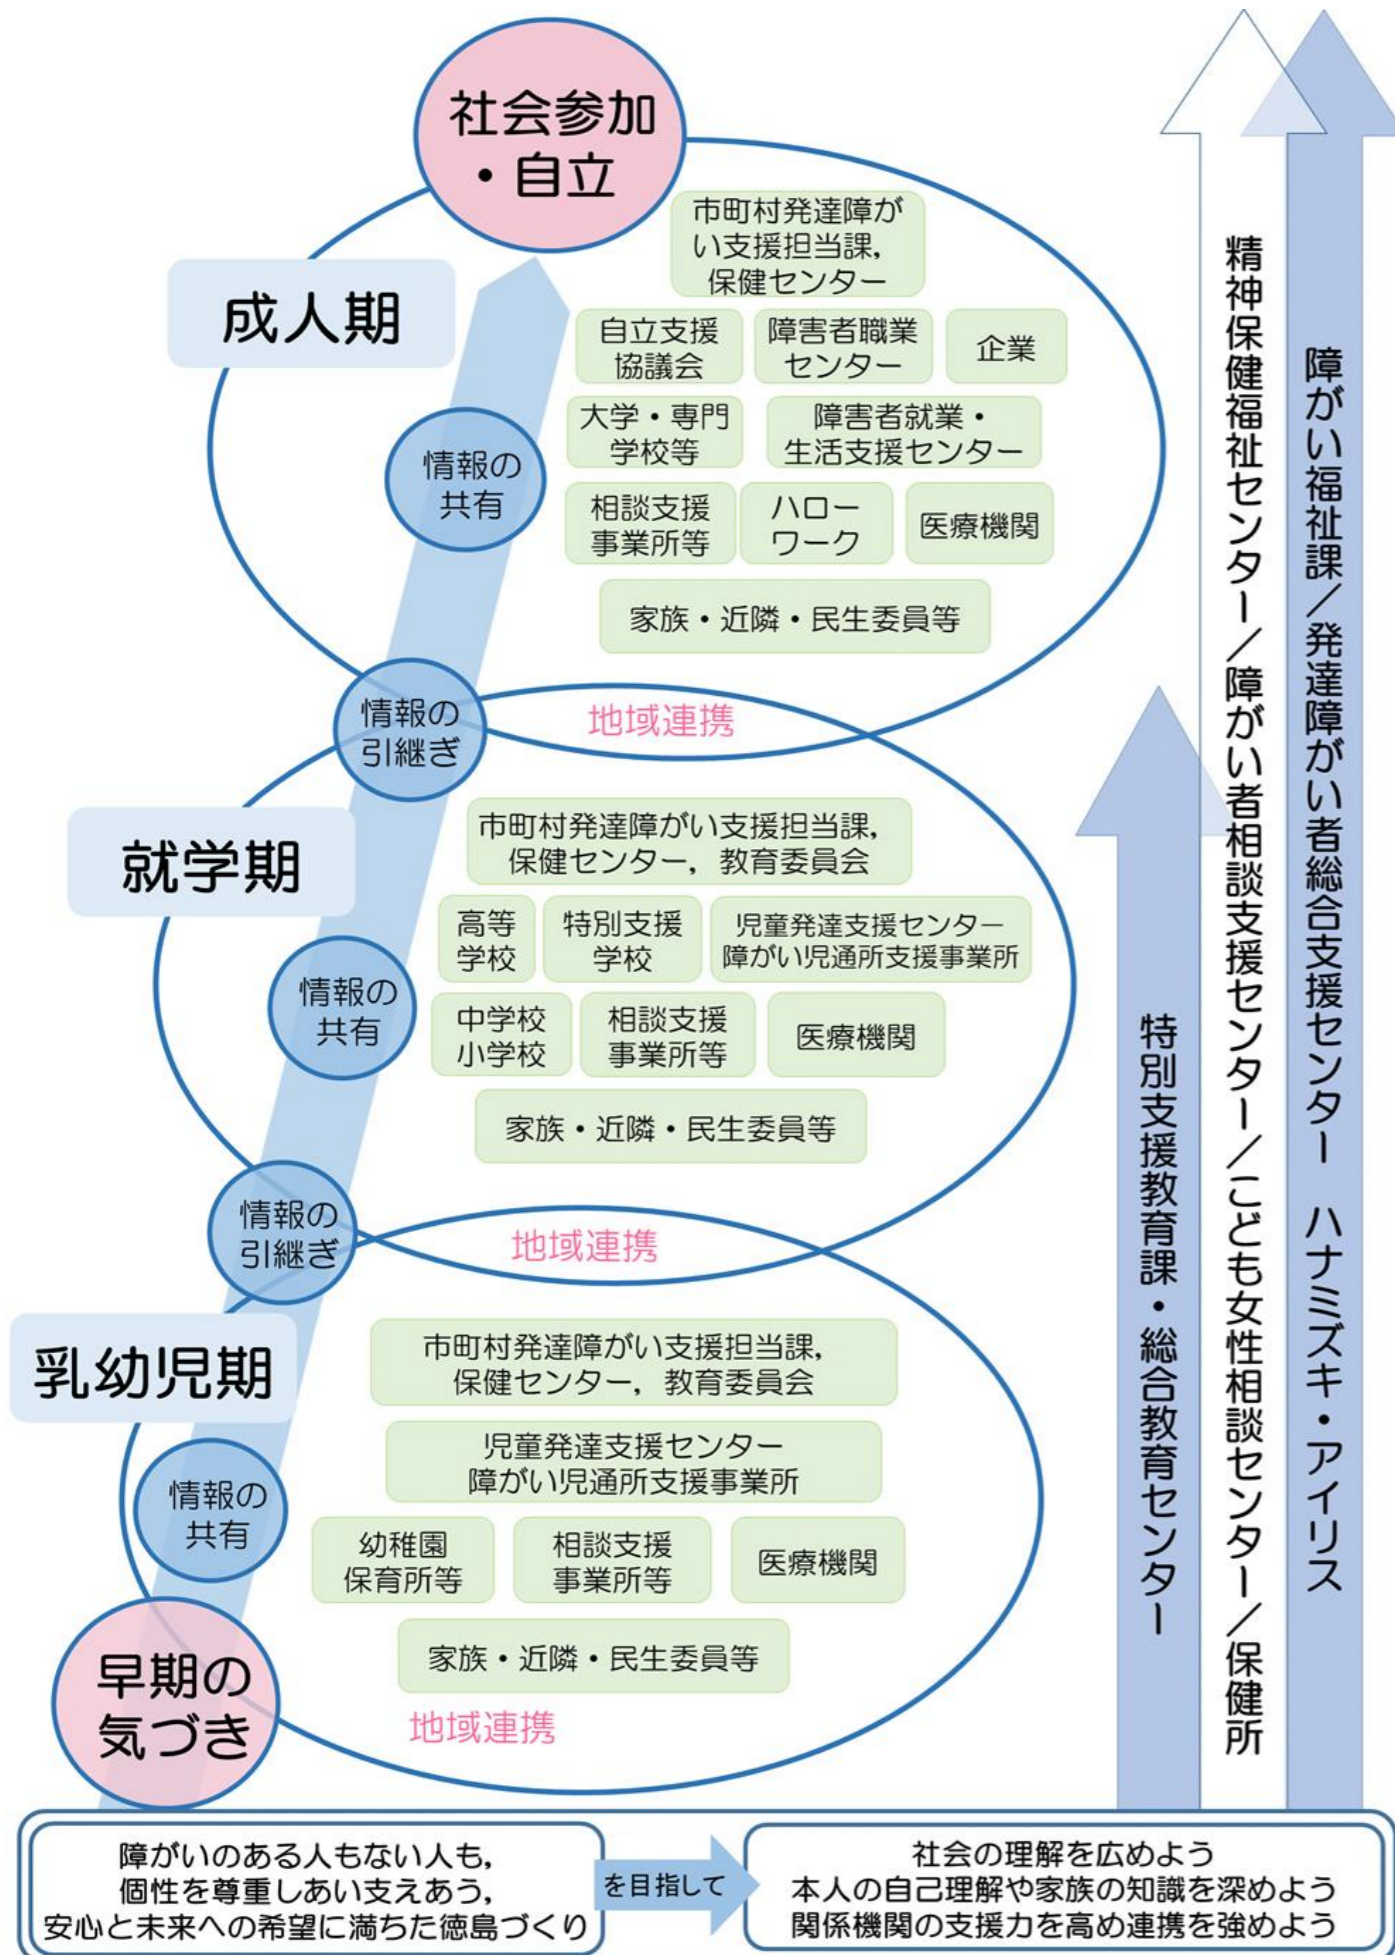 社会参加
・自立
成人期
市町村発達障が
い支援担当課，
保健センター
自立支援
協議会
障害者職業
センター
企業
大学・専門
学校等
障害者就業・
生活支援センター
情報の
共有
相談支援
事業所等
ハロー
ワーク
医療機関
家族・近隣・民生委員等
情報の
引継ぎ
地域連携
就学期
市町村発達障がい支援担当課，
保健センター，教育委員会
高等
学校
特別支援
学校
児童発達支援センター
障がい児通所支援事業所
情報の
共有
中学校
小学校
相談支援
事業所等
医療機関
家族・近隣・民生委員等
情報の
引継ぎ
地域連携
乳幼児期
市町村発達障がい支援担当課，
保健センター，教育委員会
児童発達支援センター
障がい児通所支援事業所
情報の
共有
幼稚園
保育所等
相談支援
事業所等
医療機関
家族・近隣・民生委員等
早期の
気づき
地域連携
特別支援教育課・総合教育センター
精神保健福祉センター／障がい者相談支援センター／こども女性相談センター／保健所
障がい福祉課／発達障がい者総合支援センター　ハナミズキ・アイリス
障がいのある人もない人も，
個性を尊重しあい支えあう，
安心と未来への希望に満ちた徳島づくり
を目指して
社会の理解を広めよう
本人の自己理解や家族の知識を深めよう
関係機関の支援力を高め連携を強めよう